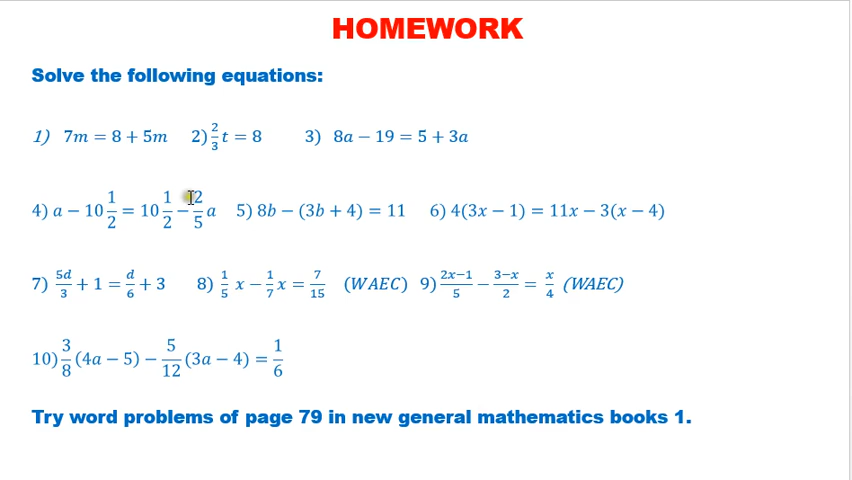 HOMEWORK
Solve the following equations:
1) 7m = 8 + 5m 2) 2/3 t = 8 3) 8a − 19 = 5 + 3a
4) a − 10 1/2 = 10 1/2 − 2/5 a 5) 8b − (3b + 4) = 11 6) 4(3x − 1) = 11x − 3(x − 4)
7) 5d/3 + 1 = d/6 + 3 8) 1/5 x − 1/7 x = 7/15 (WAEC) 9) 2x−1/5 − 3−x/2 = x/4 (WAEC)
10) 3/8 (4a − 5) − 5/12 (3a − 4) = 1/6
Try word problems of page 79 in new general mathematics books 1.